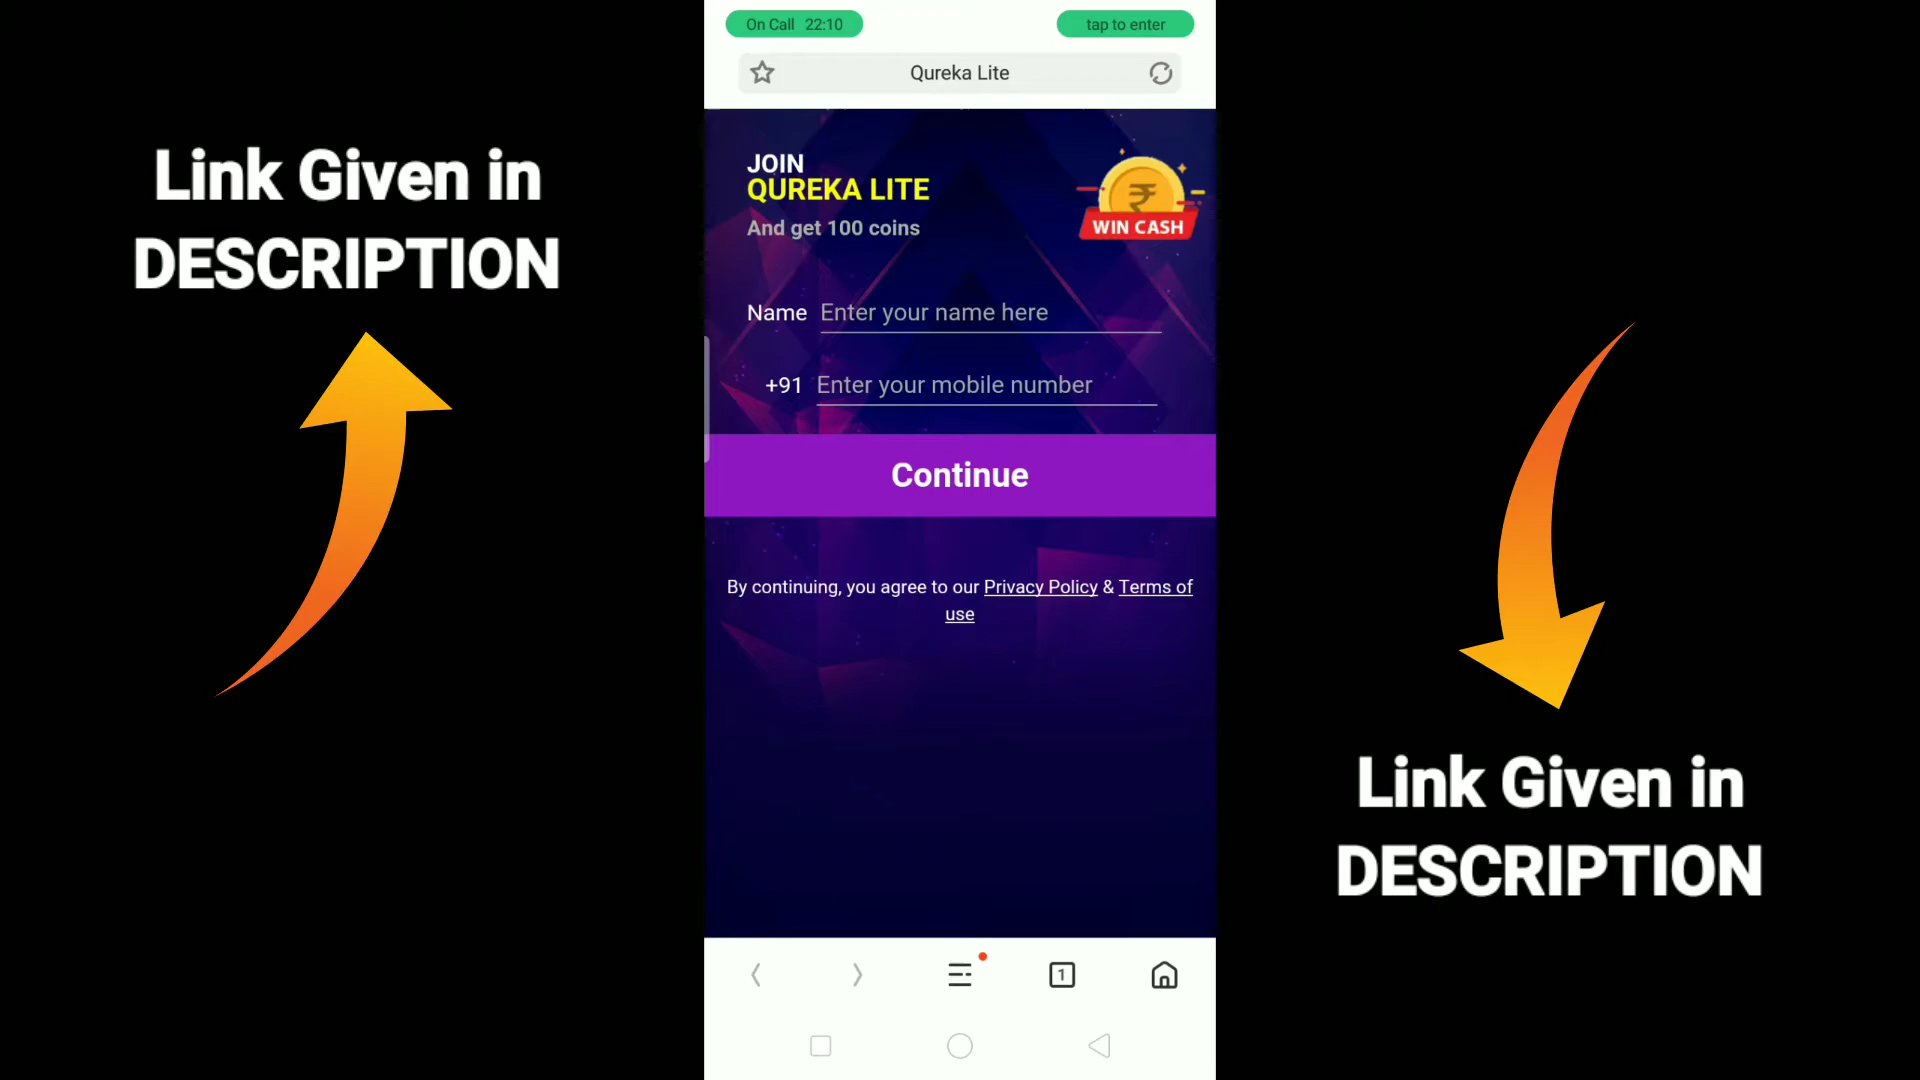 Link Given in
DESCRIPTION
On Call 22:10
tap to enter
Qureka Lite
JOIN
QUREKA LITE
And get 100 coins
₹
WIN CASH
Name Enter your name here
+91 Enter your mobile number
Continue
By continuing, you agree to our Privacy Policy & Terms of
use
1
Link Given in
DESCRIPTION